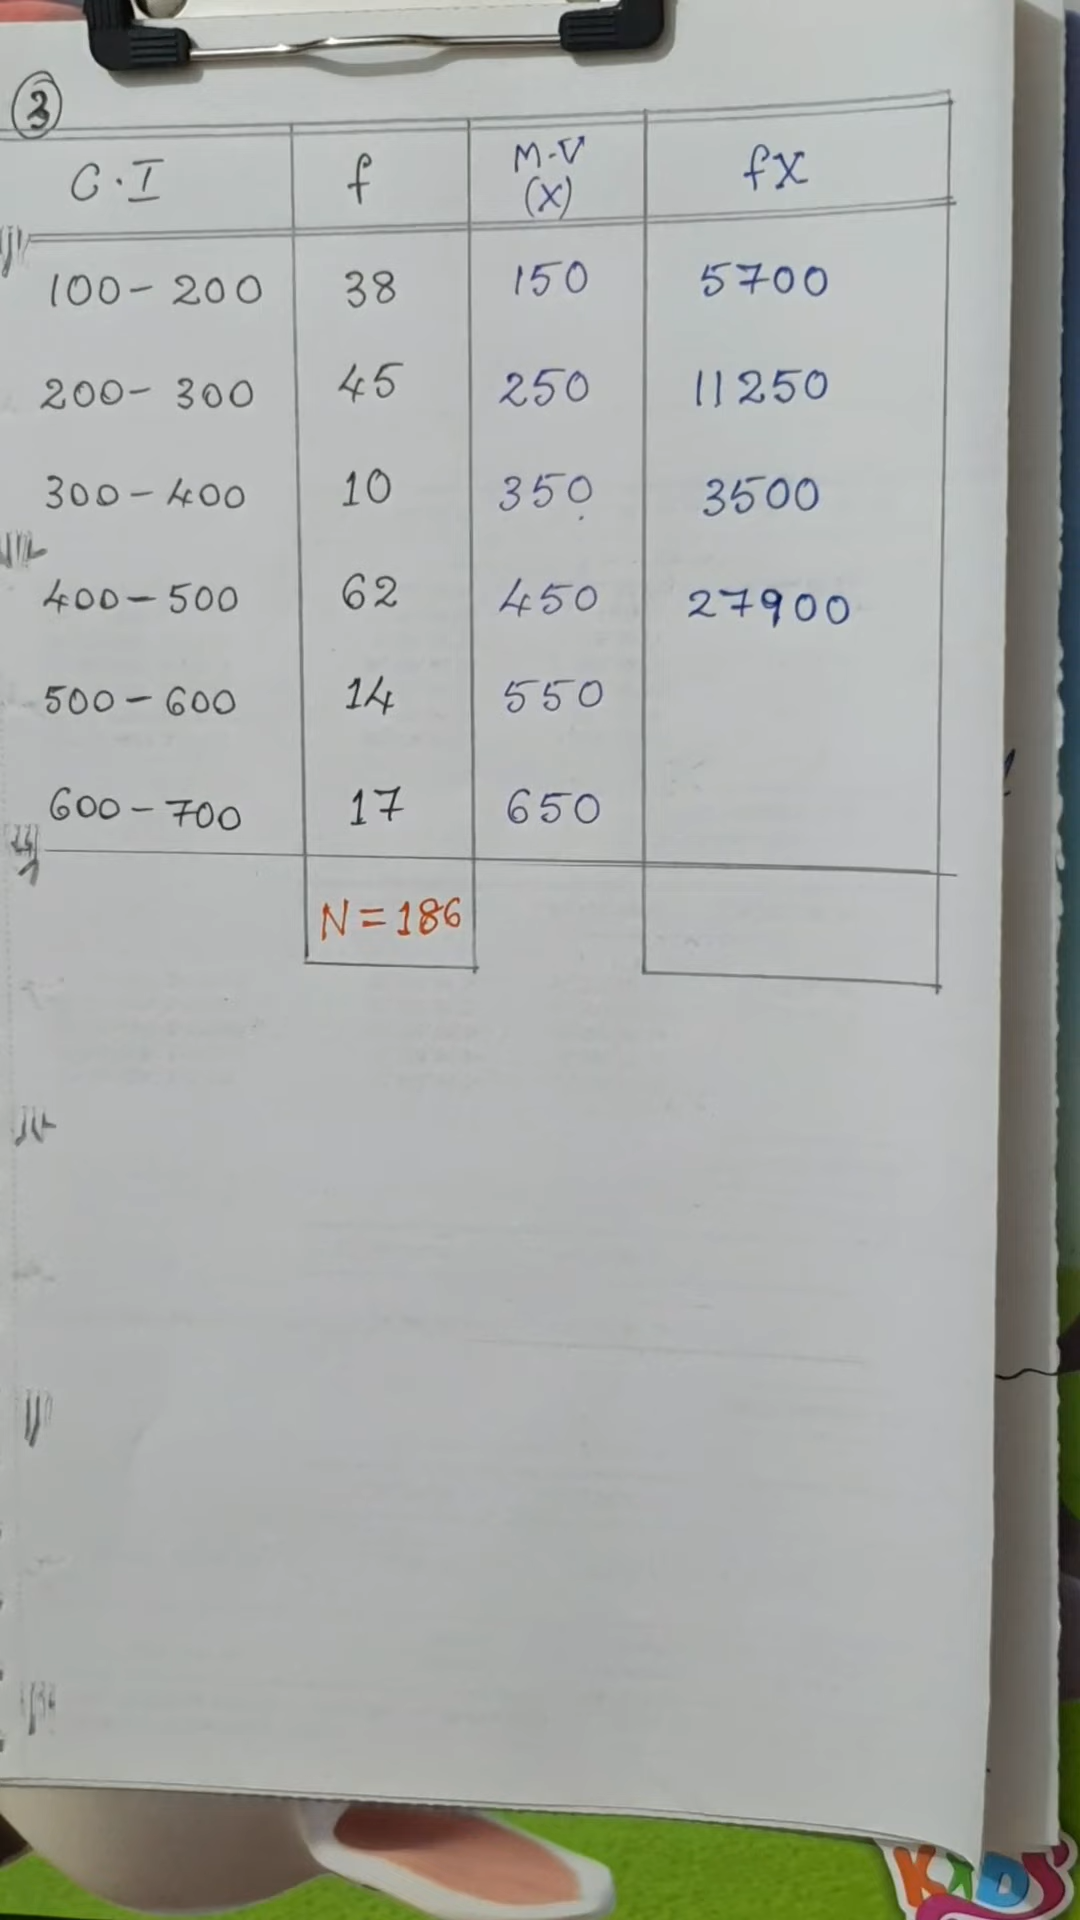 3
C.I f M.V (X) fX
100-200 38 150 5700
200-300 45 250 11250
300-400 10 350 3500
400-500 62 450 27900
500-600 14 550
600-700 17 650
N=186
KIDS